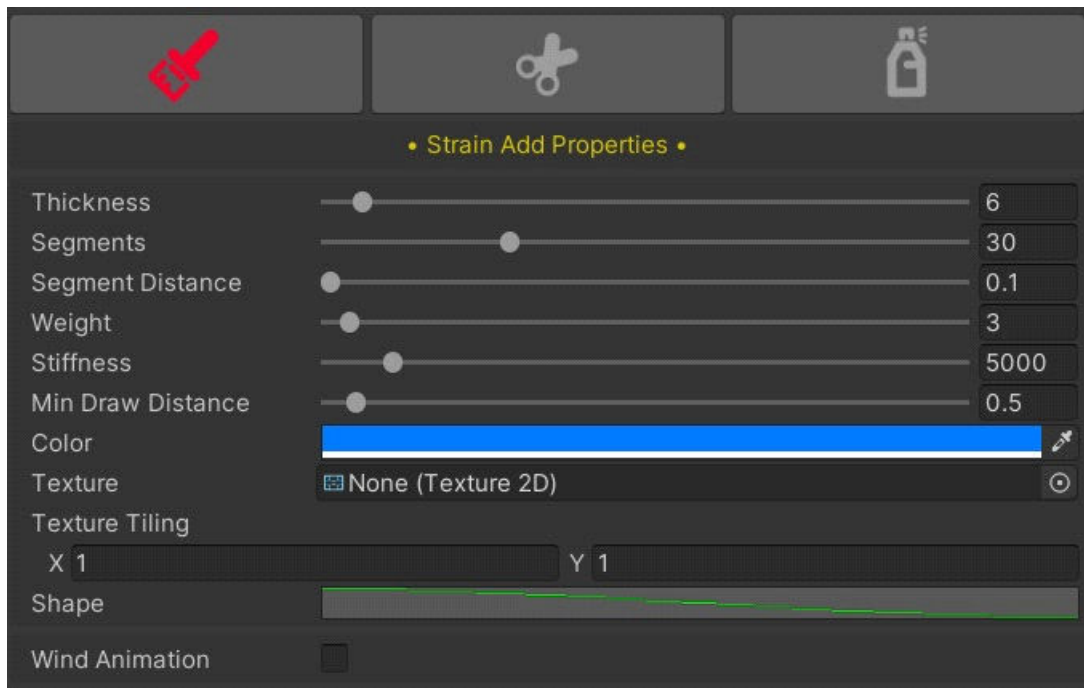 • Strain Add Properties •
Thickness 6
Segments 30
Segment Distance 0.1
Weight 3
Stiffness 5000
Min Draw Distance 0.5
Color
Texture None (Texture 2D)
Texture Tiling
X 1 Y 1
Shape
Wind Animation